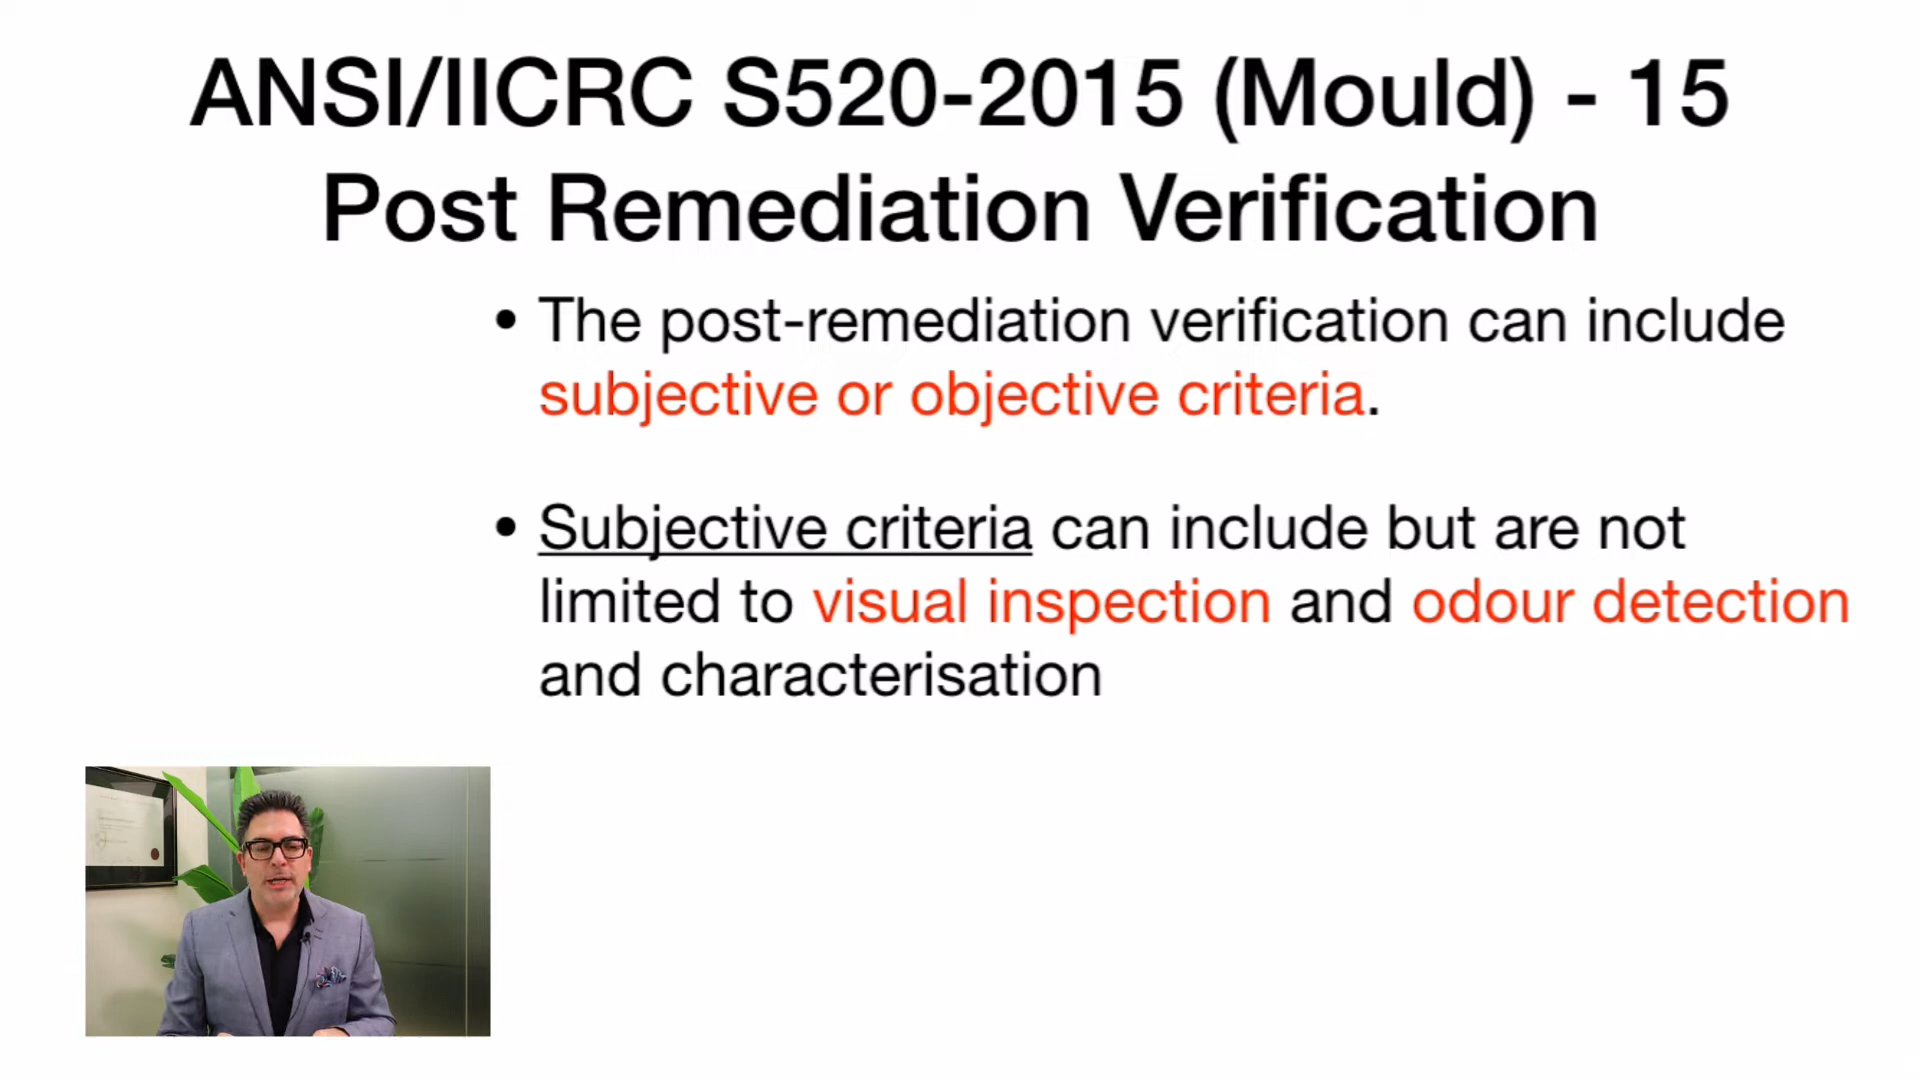 ANSI/IICRC S520-2015 (Mould) - 15
Post Remediation Verification
• The post-remediation verification can include
subjective or objective criteria.
• Subjective criteria can include but are not
limited to visual inspection and odour detection
and characterisation